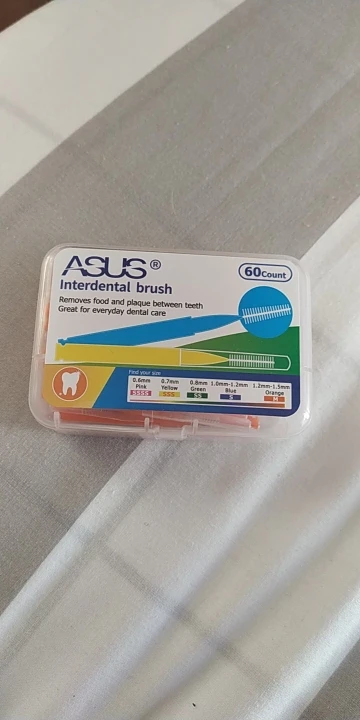 ASUS®
Interdental brush
60Count
Removes food and plaque between teeth
Great for everyday dental care
Find your size
0.6mm 0.7mm 0.8mm 1.0mm-1.2mm 1.2mm-1.5mm
Pink Yellow Green Blue Orange
SSSS SSS SS S M